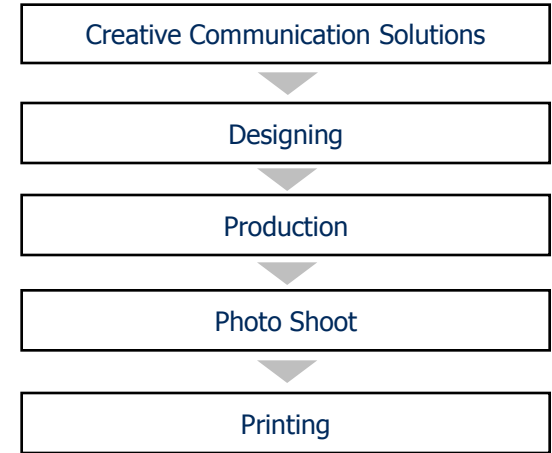 Creative Communication Solutions
Designing
Production
Photo Shoot
Printing